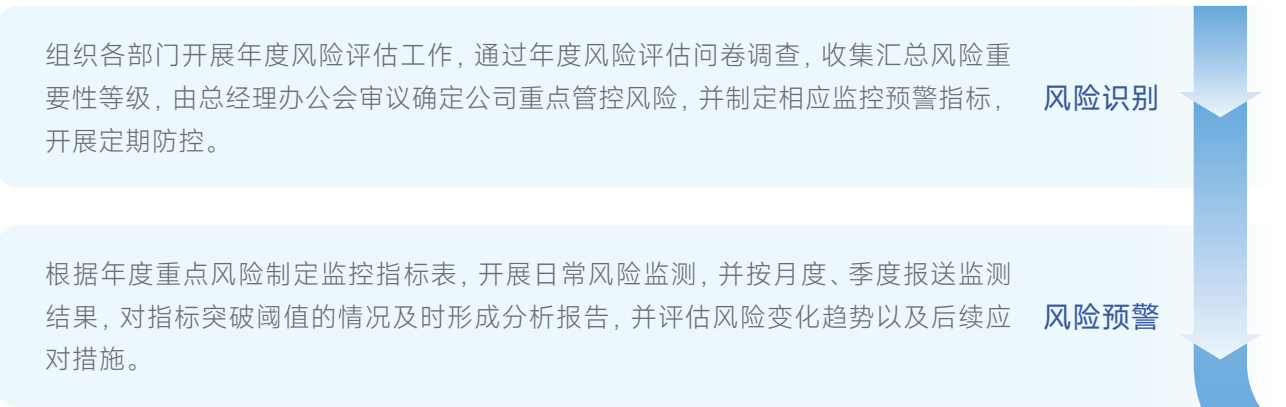 组织各部门开展年度风险评估工作，通过年度风险评估问卷调查，收集汇总风险重
要性等级，由总经理办公会审议确定公司重点管控风险，并制定相应监控预警指标，
开展定期防控。
风险识别
根据年度重点风险制定监控指标表，开展日常风险监测，并按月度、季度报送监测
结果，对指标突破阈值的情况及时形成分析报告，并评估风险变化趋势以及后续应
对措施。
风险预警